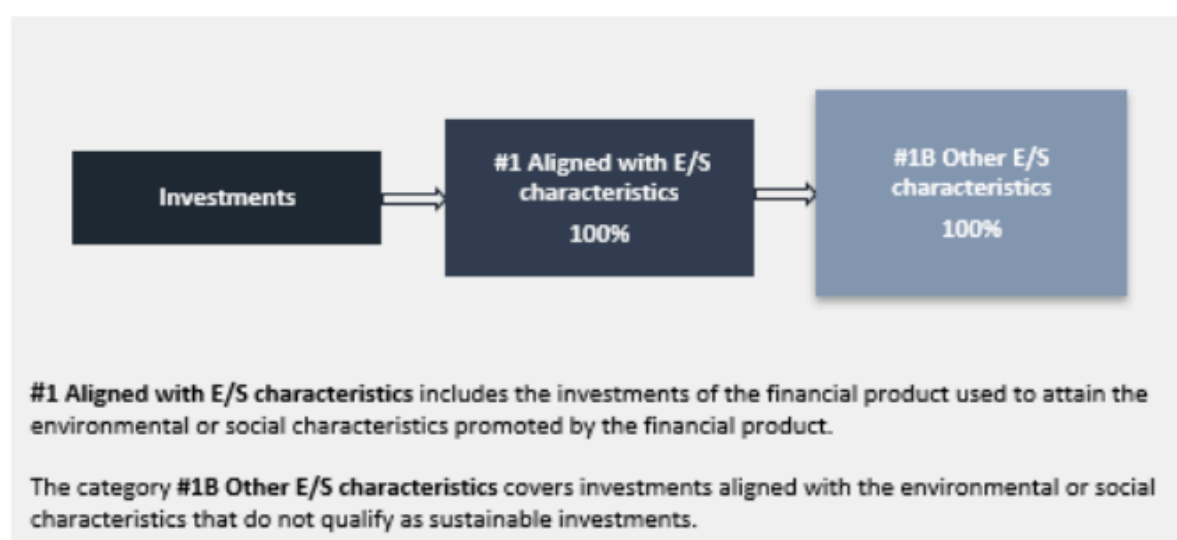 Investments
#1 Aligned with E/S
characteristics
100%
#1B Other E/S
characteristics
100%
#1 Aligned with E/S characteristics includes the investments of the financial product used to attain the
environmental or social characteristics promoted by the financial product.
The category #1B Other E/S characteristics covers investments aligned with the environmental or social
characteristics that do not qualify as sustainable investments.